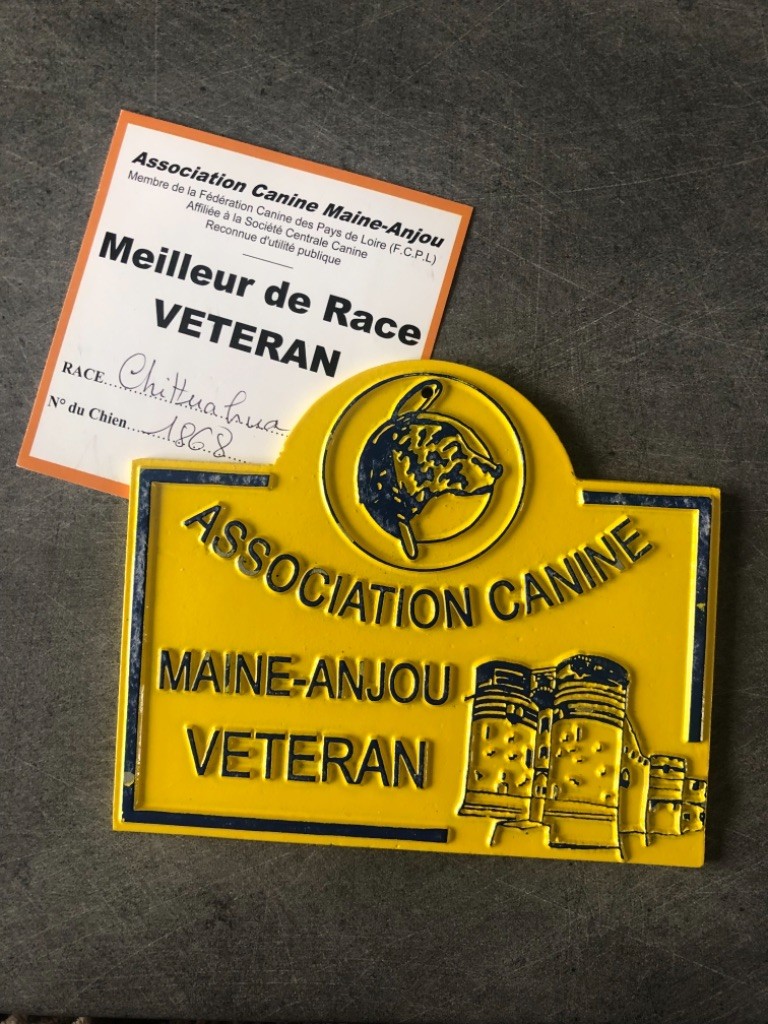 Association Canine Maine-Anjou
Membre de la Fédération Canine des Pays de Loire (F.C.P.L)
Affiliée à la Société Centrale Canine
Reconnue d'utilité publique
Meilleur de Race
VETERAN
RACE...Chihuahua
N° du Chien....1868.....
ASSOCIATION CANINE
MAINE-ANJOU
VETERAN